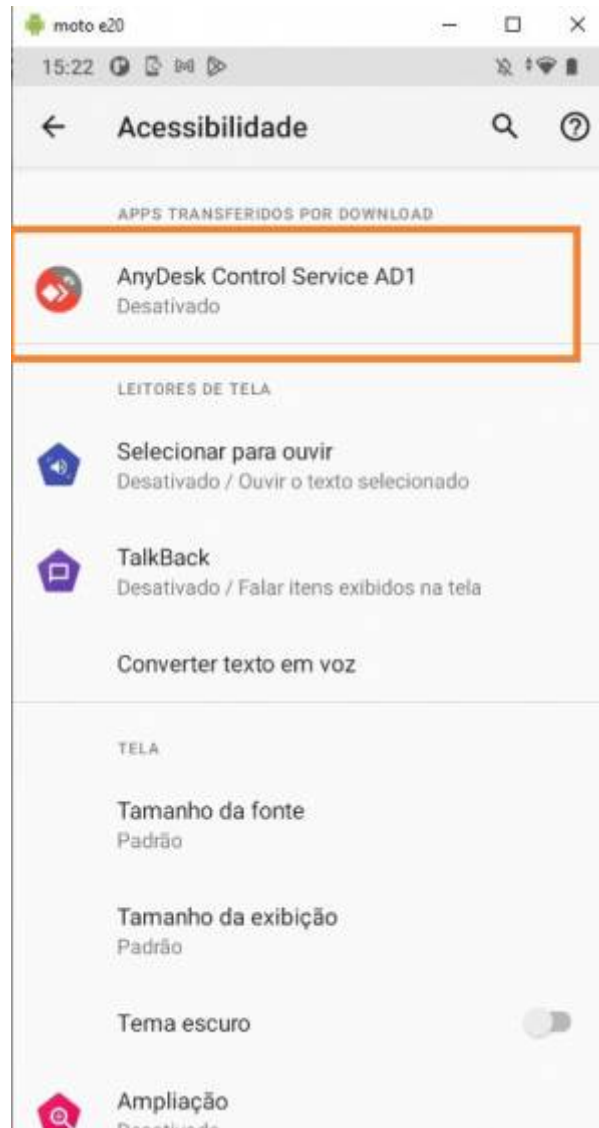 moto e20
15:22
Acessibilidade
APPS TRANSFERIDOS POR DOWNLOAD
AnyDesk Control Service AD1
Desativado
LEITORES DE TELA
Selecionar para ouvir
Desativado / Ouvir o texto selecionado
TalkBack
Desativado / Falar itens exibidos na tela
Converter texto em voz
TELA
Tamanho da fonte
Padrão
Tamanho da exibição
Padrão
Tema escuro
Ampliação